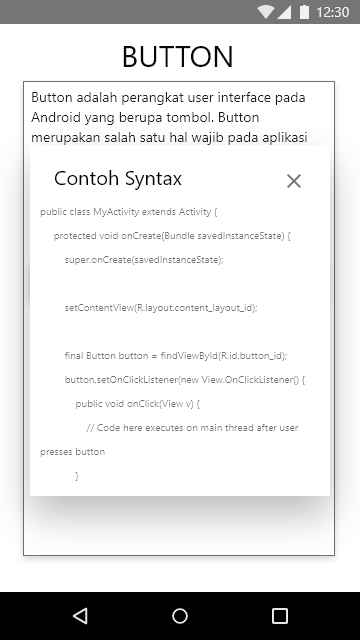 12:30
BUTTON
Button adalah perangkat user interface pada
Android yang berupa tombol. Button
merupakan salah satu hal wajib pada aplikasi
Contoh Syntax
public class MyActivity extends Activity {
protected void onCreate(Bundle savedInstanceState) {
super.onCreate(savedInstanceState);
setContentView(R.layout.content_layout_id);
final Button button = findViewById(R.id.button_id);
button.setOnClickListener(new View.OnClickListener() {
public void onClick(View v) {
// Code here executes on main thread after user
presses button
}